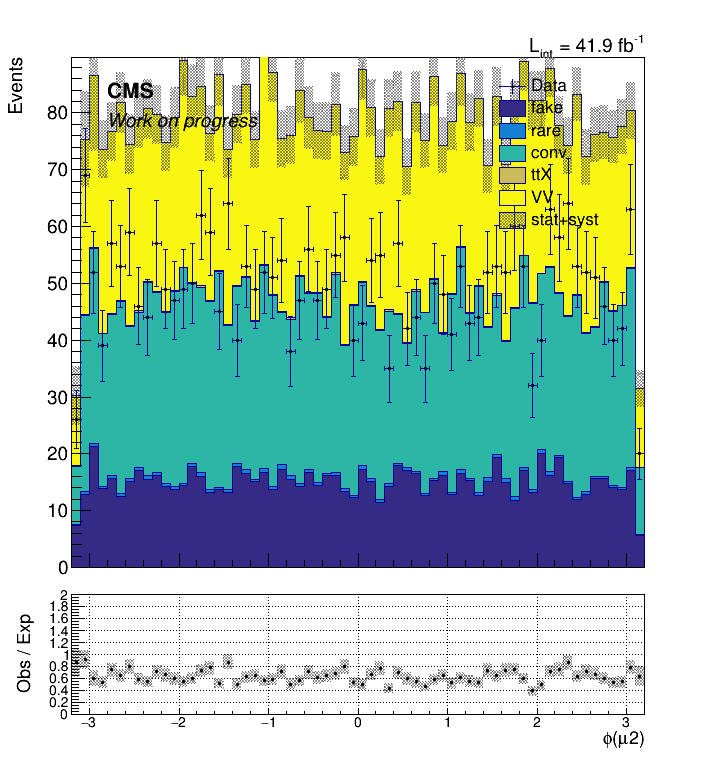 L_int = 41.9 fb^-1
Events
CMS
Work on progress
Data
fake
rare
conv
ttX
VV
stat+syst
80
70
60
50
40
30
20
10
0
Obs / Exp
2
1.8
1.6
1.4
1.2
1
0.8
0.6
0.4
0.2
0
−3 −2 −1 0 1 2 3
ϕ(μ2)